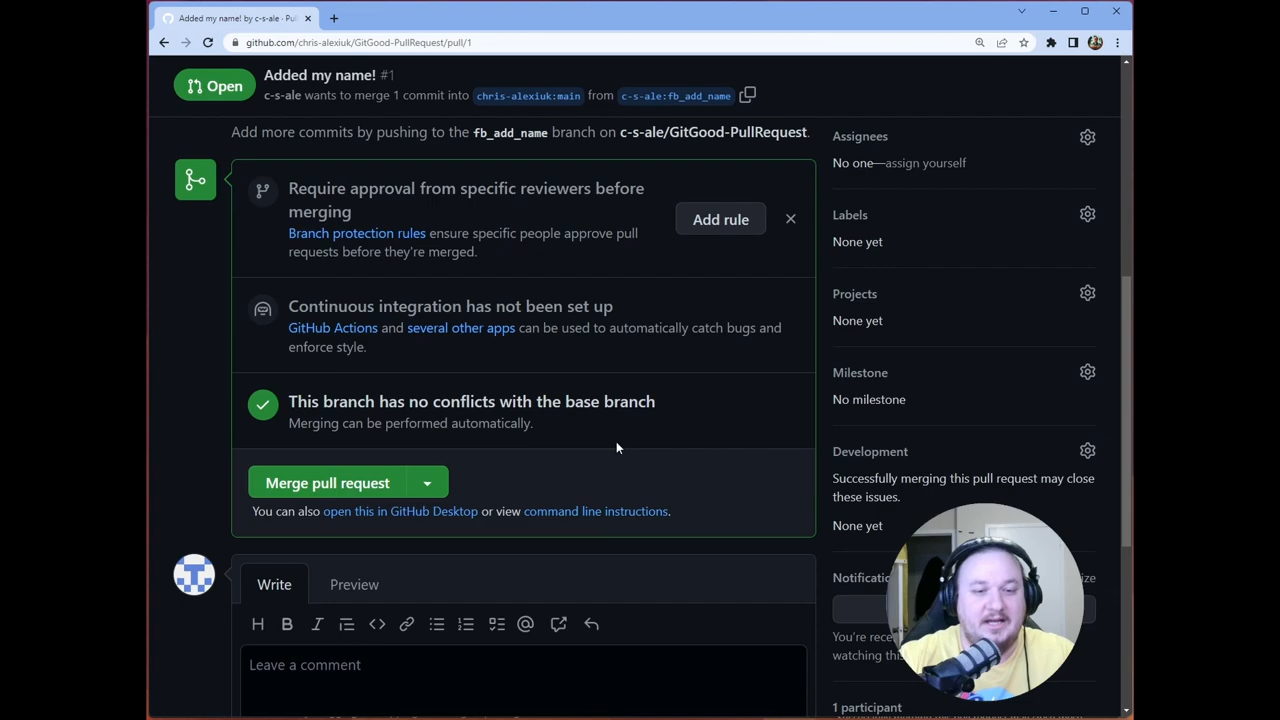 Added my name! by c-s-ale · Pul
github.com/chris-alexiuk/GitGood-PullRequest/pull/1
Open
Added my name! #1
c-s-ale wants to merge 1 commit into chris-alexiuk:main from c-s-ale:fb_add_name
Add more commits by pushing to the fb_add_name branch on c-s-ale/GitGood-PullRequest.
Require approval from specific reviewers before
merging
Branch protection rules ensure specific people approve pull
requests before they're merged.
Add rule
Continuous integration has not been set up
GitHub Actions and several other apps can be used to automatically catch bugs and
enforce style.
This branch has no conflicts with the base branch
Merging can be performed automatically.
Merge pull request
You can also open this in GitHub Desktop or view command line instructions.
Write
Preview
H B I
Leave a comment
Assignees
No one—assign yourself
Labels
None yet
Projects
None yet
Milestone
No milestone
Development
Successfully merging this pull request may close
these issues.
None yet
Notificatio ize
You're rece
watching this
1 participant